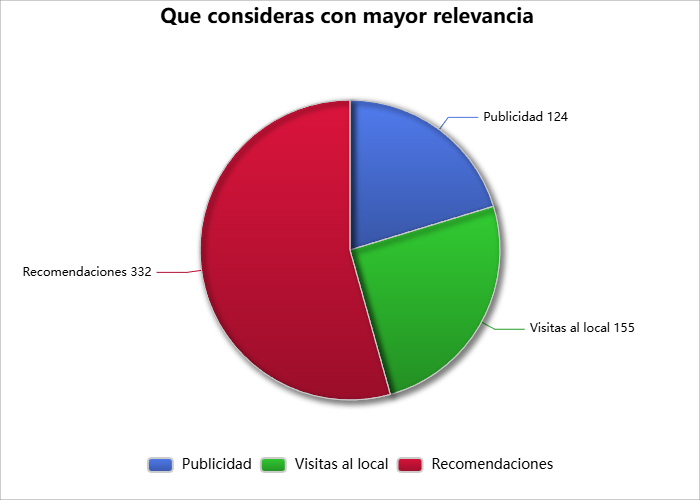 Que consideras con mayor relevancia
Publicidad 124
Recomendaciones 332
Visitas al local 155
Publicidad
Visitas al local
Recomendaciones